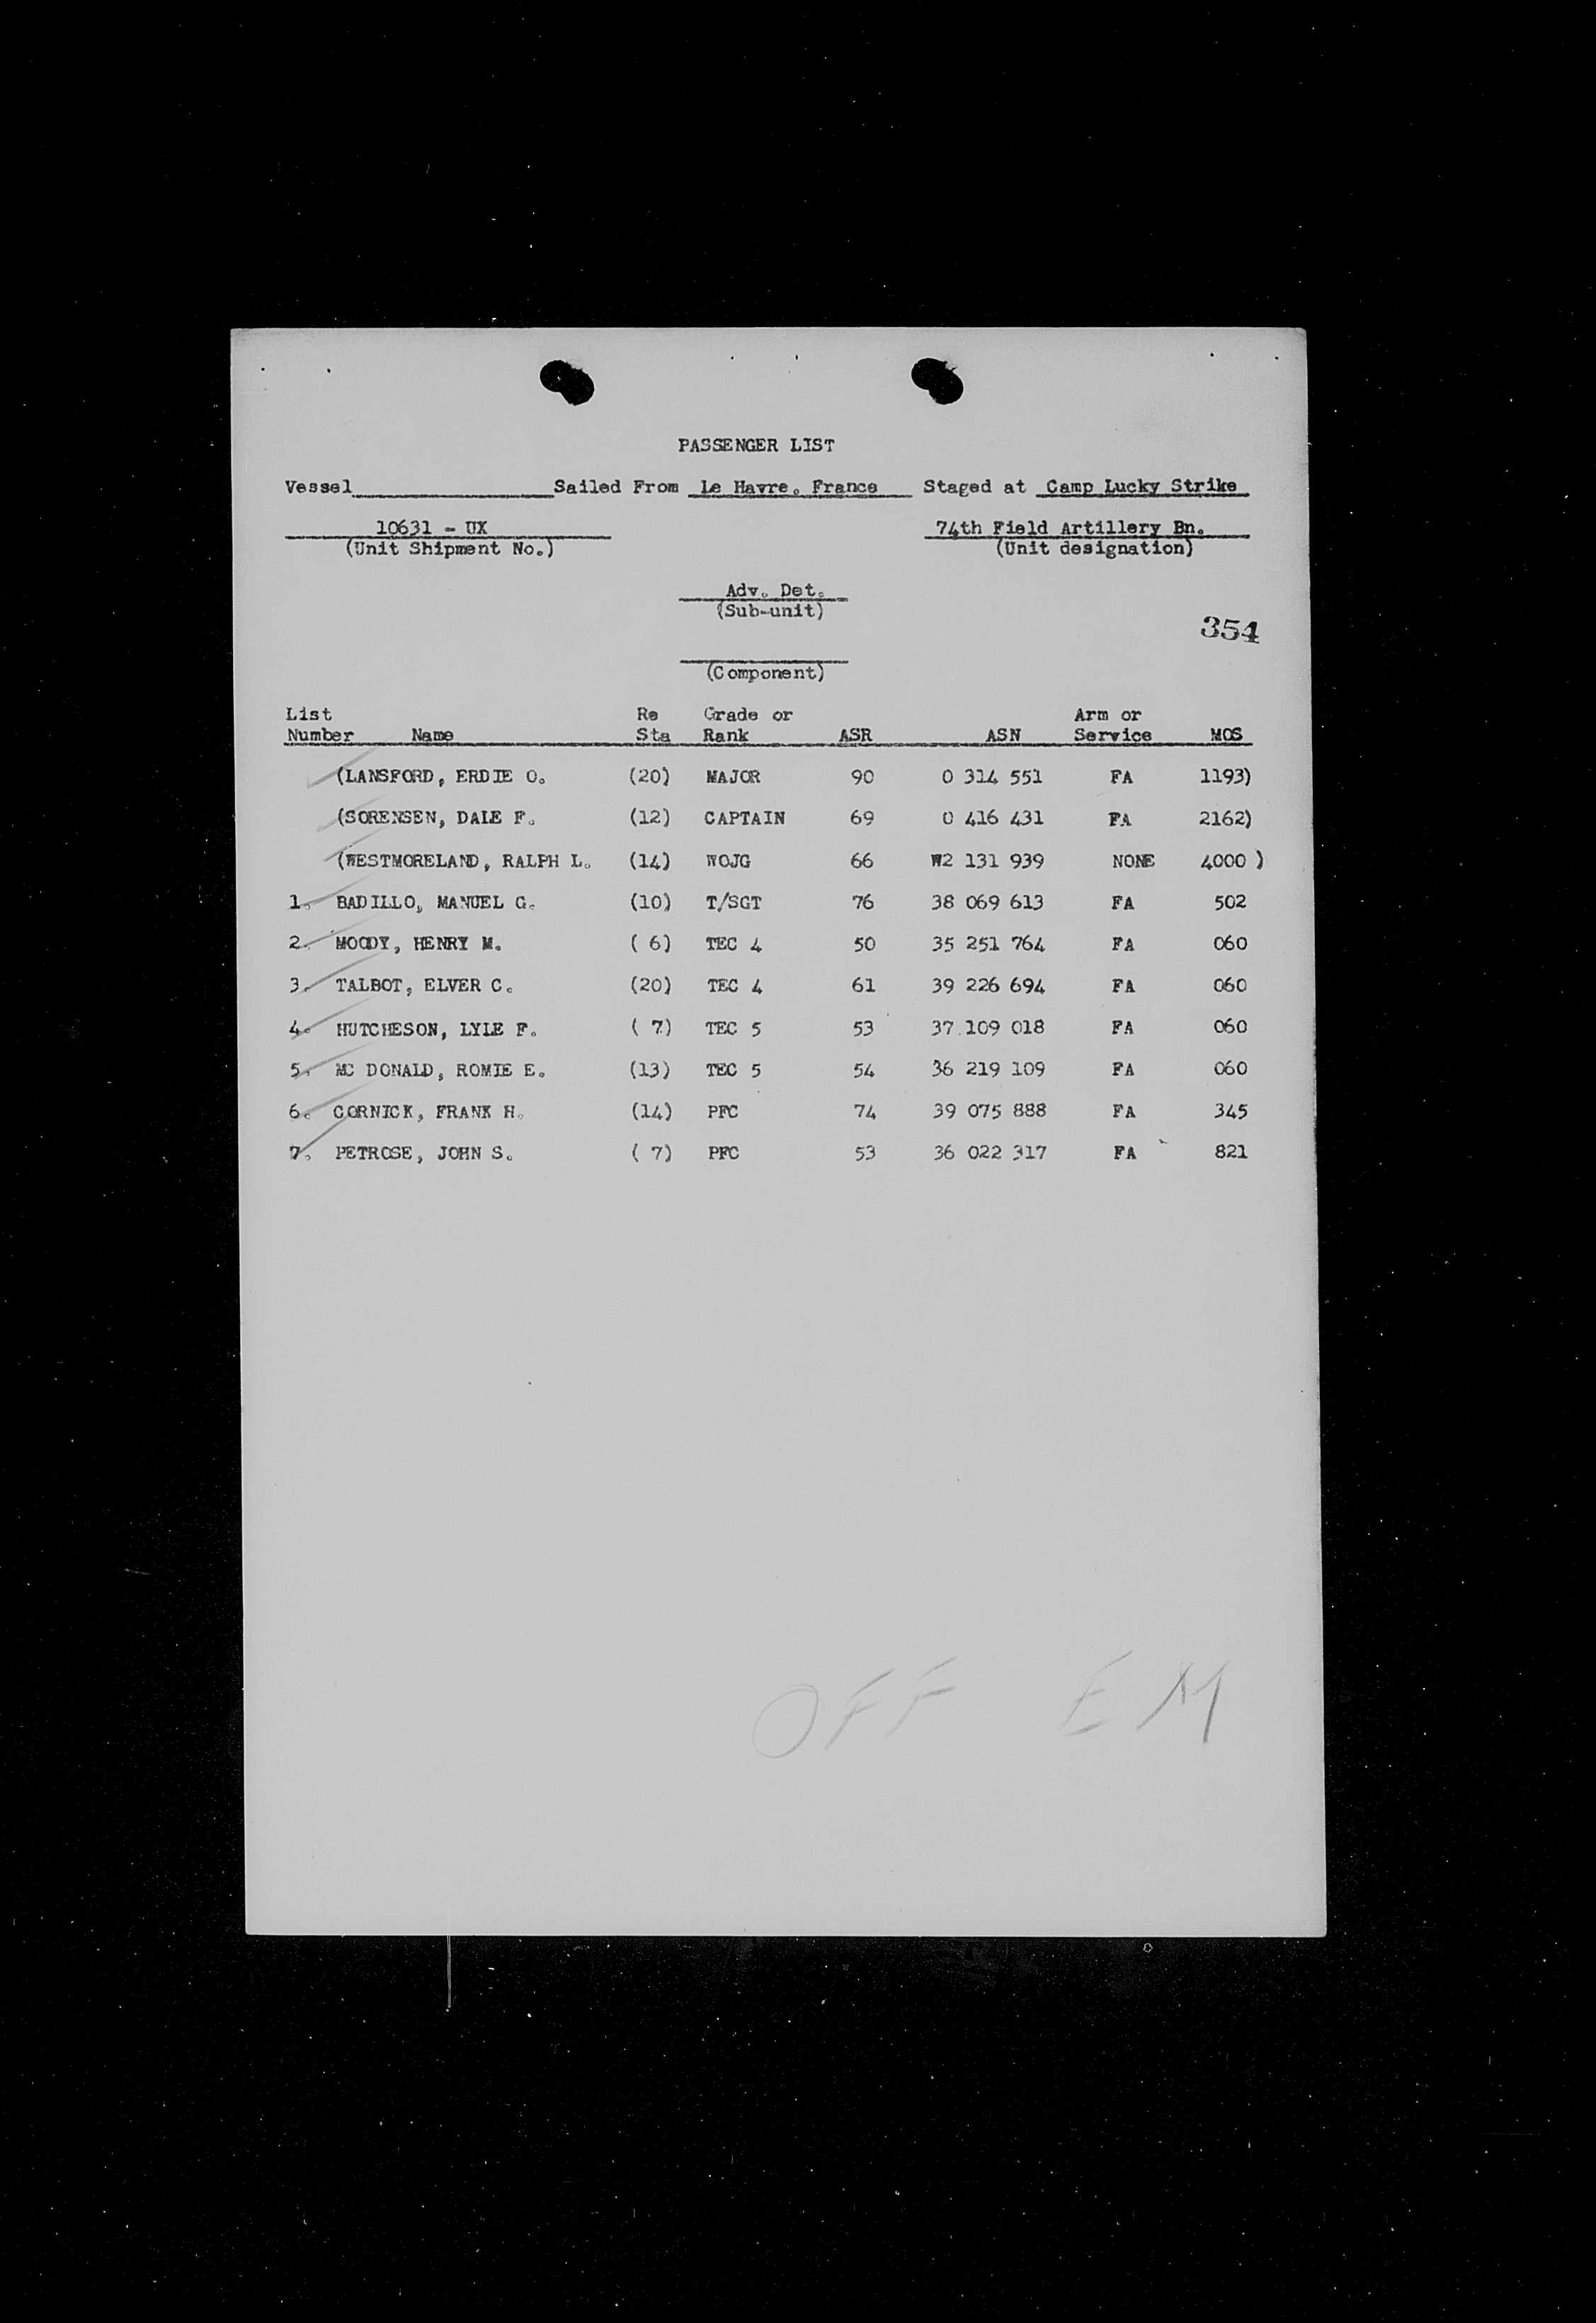 PASSENGER LIST
Vessel Sailed From Le Havre. France Staged at Camp Lucky Strike
10631 - UX 74th Field Artillery Bn.
(Unit Shipment No.) (Unit designation)
Adv. Det.
(Sub-unit)
354
(Component)
List Re Grade or Arm or
Number Name Sta Rank ASR ASN Service MOS
(LANSFORD, ERDIE O. (20) MAJOR 90 O 314 551 FA 1193)
(SORENSEN, DALE F. (12) CAPTAIN 69 O 416 431 FA 2162)
(WESTMORELAND, RALPH L. (14) WOJG 66 W2 131 939 NONE 4000 )
1. BADILLO, MANUEL G. (10) T/SGT 76 38 069 613 FA 502
2. MOODY, HENRY M. ( 6) TEC 4 50 35 251 764 FA 060
3. TALBOT, ELVER C. (20) TEC 4 61 39 226 694 FA 060
4. HUTCHESON, LYLE F. ( 7) TEC 5 53 37 109 018 FA 060
5. MC DONALD, ROMIE E. (13) TEC 5 54 36 219 109 FA 060
6. CORNICK, FRANK H. (14) PFC 74 39 075 888 FA 345
7. PETROSE, JOHN S. ( 7) PFC 53 36 022 317 FA 821
OFF EM